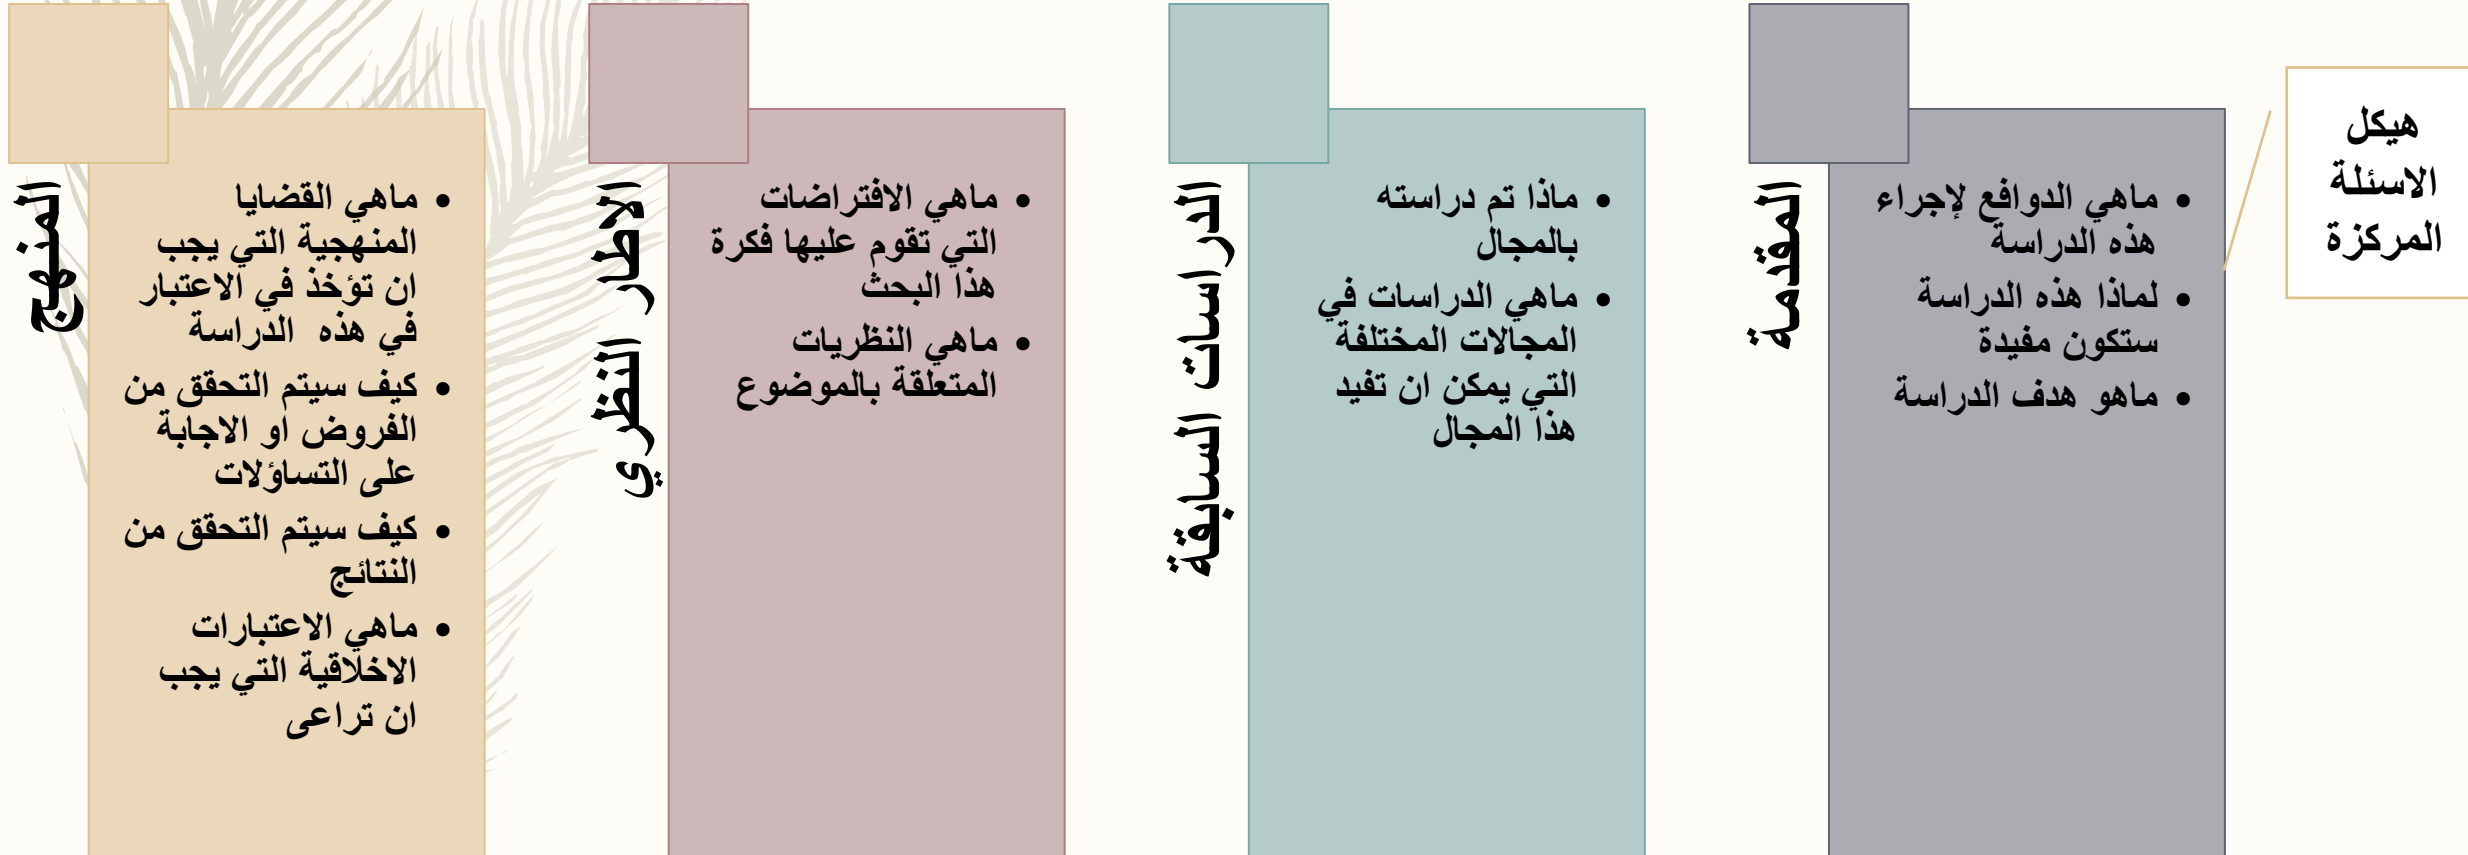 هيكل
الاسئلة
المركزة
المقدمة
• ماهي الدوافع لإجراء
هذه الدراسة
• لماذا هذه الدراسة
ستكون مفيدة
• ماهو هدف الدراسة
الدراسات السابقة
• ماذا تم دراسته
بالمجال
• ماهي الدراسات في
المجالات المختلفة
التي يمكن ان تفيد
هذا المجال
الاطار النظري
• ماهي الافتراضات
التي تقوم عليها فكرة
هذا البحث
• ماهي النظريات
المتعلقة بالموضوع
المنهج
• ماهي القضايا
المنهجية التي يجب
ان تؤخذ في الاعتبار
في هذه الدراسة
• كيف سيتم التحقق من
الفروض او الاجابة
على التساؤلات
• كيف سيتم التحقق من
النتائج
• ماهي الاعتبارات
الاخلاقية التي يجب
ان تراعى